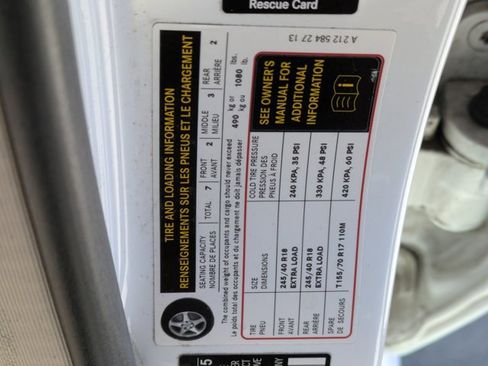 Rescue Card
A 212 584 27 13
TIRE AND LOADING INFORMATION
RENSEIGNEMENTS SUR LES PNEUS ET LE CHARGEMENT
SEATING CAPACITY TOTAL 7 FRONT 2 MIDDLE 3 REAR 2
NOMBRE DE PLACES AVANT MILIEU ARRIÈRE
The combined weight of occupants and cargo should never exceed 490 kg or 1080 lbs.
Le poids total des occupants et du chargement ne doit jamais dépasser 490 kg ou 1080 lb.
TIRE SIZE COLD TIRE PRESSURE
PNEU DIMENSIONS PRESSION DES PNEUS À FROID
FRONT 245/40 R18 240 KPA, 35 PSI
AVANT EXTRA LOAD
REAR 245/40 R18 330 KPA, 48 PSI
ARRIÈRE EXTRA LOAD
SPARE T155/70 R17 110M 420 KPA, 60 PSI
DE SECOURS
SEE OWNER'S
MANUAL FOR
ADDITIONAL
INFORMATION